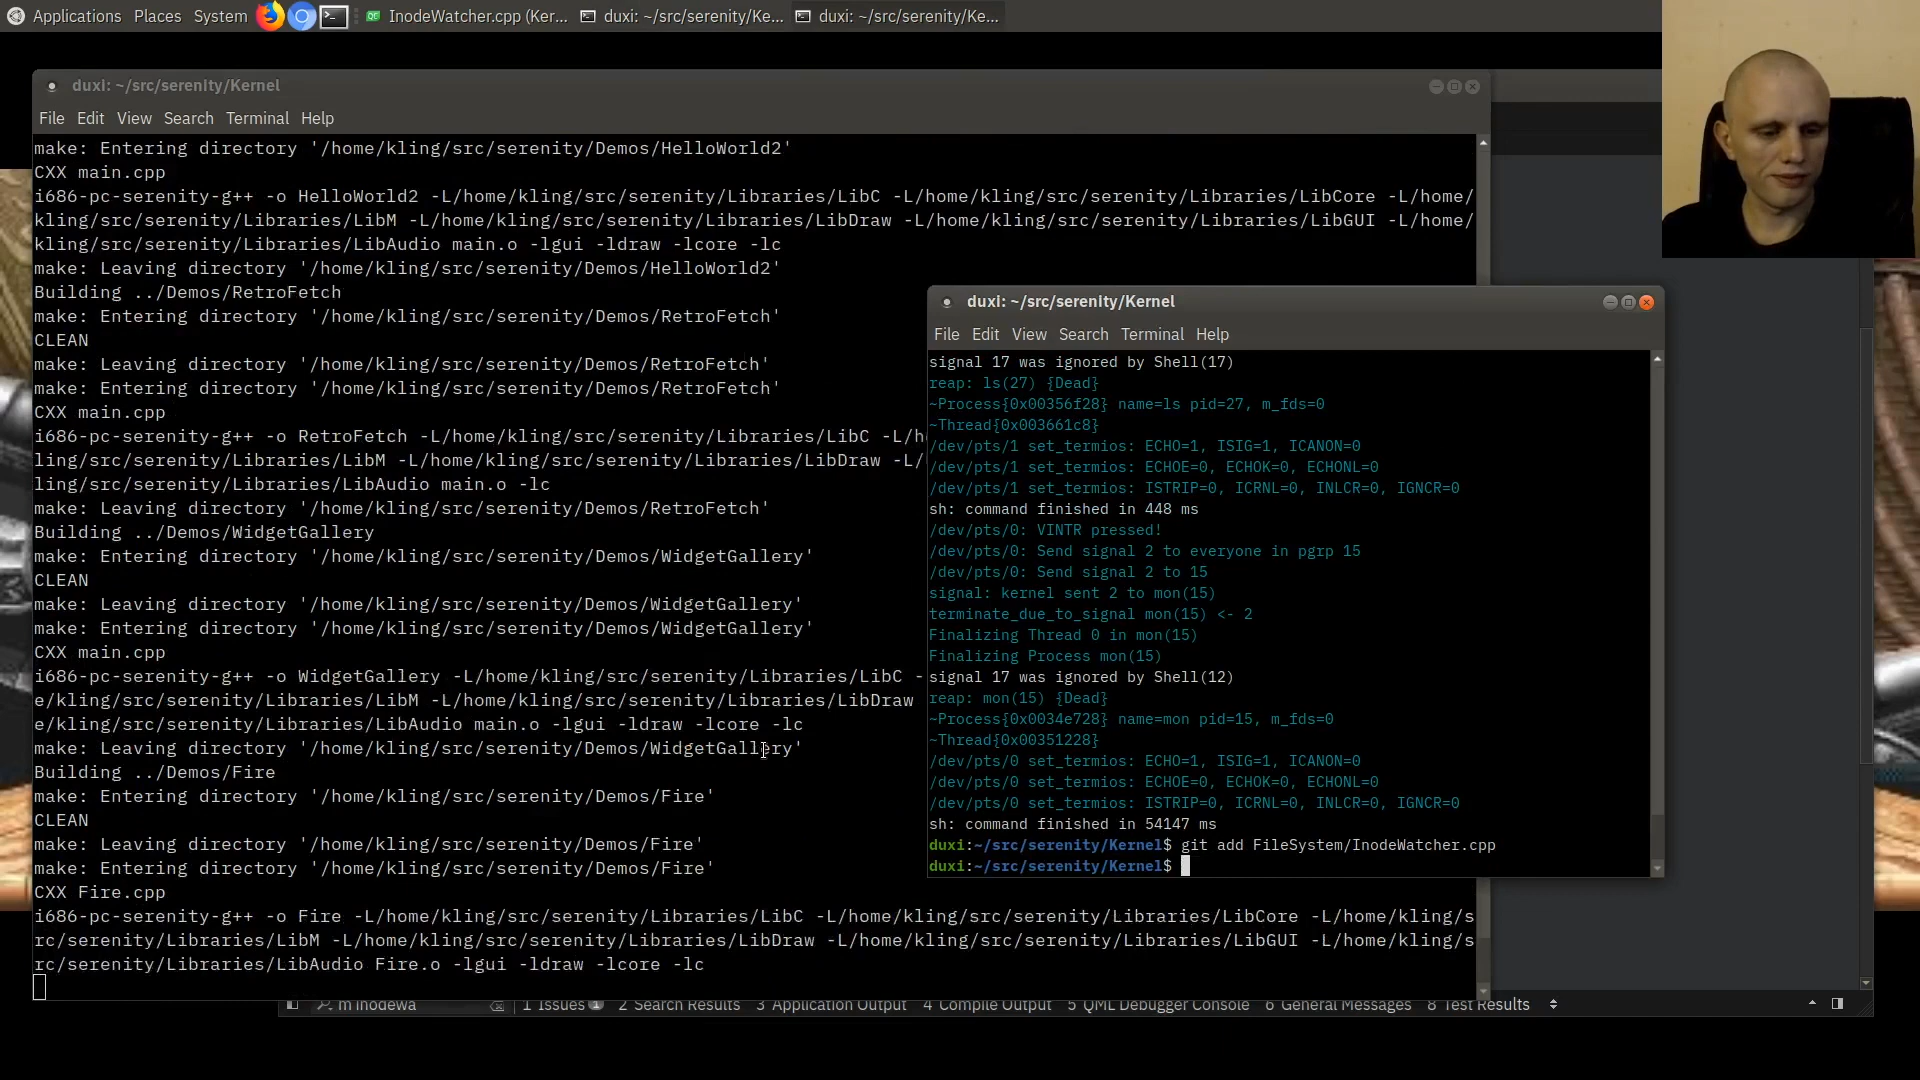 Applications Places System InodeWatcher.cpp (Ker... duxi: ~/src/serenity/Ke... duxi: ~/src/serenity/Ke...
duxi: ~/src/serenity/Kernel
File Edit View Search Terminal Help
make: Entering directory '/home/kling/src/serenity/Demos/HelloWorld2'
CXX main.cpp
i686-pc-serenity-g++ -o HelloWorld2 -L/home/kling/src/serenity/Libraries/LibC -L/home/kling/src/serenity/Libraries/LibCore -L/home/
kling/src/serenity/Libraries/LibM -L/home/kling/src/serenity/Libraries/LibDraw -L/home/kling/src/serenity/Libraries/LibGUI -L/home/
kling/src/serenity/Libraries/LibAudio main.o -lgui -ldraw -lcore -lc
make: Leaving directory '/home/kling/src/serenity/Demos/HelloWorld2'
Building ../Demos/RetroFetch
make: Entering directory '/home/kling/src/serenity/Demos/RetroFetch'
CLEAN
make: Leaving directory '/home/kling/src/serenity/Demos/RetroFetch'
make: Entering directory '/home/kling/src/serenity/Demos/RetroFetch'
CXX main.cpp
i686-pc-serenity-g++ -o RetroFetch -L/home/kling/src/serenity/Libraries/LibC -L/h
ling/src/serenity/Libraries/LibM -L/home/kling/src/serenity/Libraries/LibDraw -L/
ling/src/serenity/Libraries/LibAudio main.o -lc
make: Leaving directory '/home/kling/src/serenity/Demos/RetroFetch'
Building ../Demos/WidgetGallery
make: Entering directory '/home/kling/src/serenity/Demos/WidgetGallery'
CLEAN
make: Leaving directory '/home/kling/src/serenity/Demos/WidgetGallery'
make: Entering directory '/home/kling/src/serenity/Demos/WidgetGallery'
CXX main.cpp
i686-pc-serenity-g++ -o WidgetGallery -L/home/kling/src/serenity/Libraries/LibC -
e/kling/src/serenity/Libraries/LibM -L/home/kling/src/serenity/Libraries/LibDraw
e/kling/src/serenity/Libraries/LibAudio main.o -lgui -ldraw -lcore -lc
make: Leaving directory '/home/kling/src/serenity/Demos/WidgetGallery'
Building ../Demos/Fire
make: Entering directory '/home/kling/src/serenity/Demos/Fire'
CLEAN
make: Leaving directory '/home/kling/src/serenity/Demos/Fire'
make: Entering directory '/home/kling/src/serenity/Demos/Fire'
CXX Fire.cpp
i686-pc-serenity-g++ -o Fire -L/home/kling/src/serenity/Libraries/LibC -L/home/kling/src/serenity/Libraries/LibCore -L/home/kling/s
rc/serenity/Libraries/LibM -L/home/kling/src/serenity/Libraries/LibDraw -L/home/kling/src/serenity/Libraries/LibGUI -L/home/kling/s
rc/serenity/Libraries/LibAudio Fire.o -lgui -ldraw -lcore -lc
duxi: ~/src/serenity/Kernel
File Edit View Search Terminal Help
signal 17 was ignored by Shell(17)
reap: ls(27) {Dead}
~Process{0x00356f28} name=ls pid=27, m_fds=0
~Thread{0x003661c8}
/dev/pts/1 set_termios: ECHO=1, ISIG=1, ICANON=0
/dev/pts/1 set_termios: ECHOE=0, ECHOK=0, ECHONL=0
/dev/pts/1 set_termios: ISTRIP=0, ICRNL=0, INLCR=0, IGNCR=0
sh: command finished in 448 ms
/dev/pts/0: VINTR pressed!
/dev/pts/0: Send signal 2 to everyone in pgrp 15
/dev/pts/0: Send signal 2 to 15
signal: kernel sent 2 to mon(15)
terminate_due_to_signal mon(15) <- 2
Finalizing Thread 0 in mon(15)
Finalizing Process mon(15)
signal 17 was ignored by Shell(12)
reap: mon(15) {Dead}
~Process{0x0034e728} name=mon pid=15, m_fds=0
~Thread{0x00351228}
/dev/pts/0 set_termios: ECHO=1, ISIG=1, ICANON=0
/dev/pts/0 set_termios: ECHOE=0, ECHOK=0, ECHONL=0
/dev/pts/0 set_termios: ISTRIP=0, ICRNL=0, INLCR=0, IGNCR=0
sh: command finished in 54147 ms
duxi:~/src/serenity/Kernel$ git add FileSystem/InodeWatcher.cpp
duxi:~/src/serenity/Kernel$
m inodewa 1 Issues 1 2 Search Results 3 Application Output 4 Compile Output 5 QML Debugger Console 6 General Messages 8 Test Results